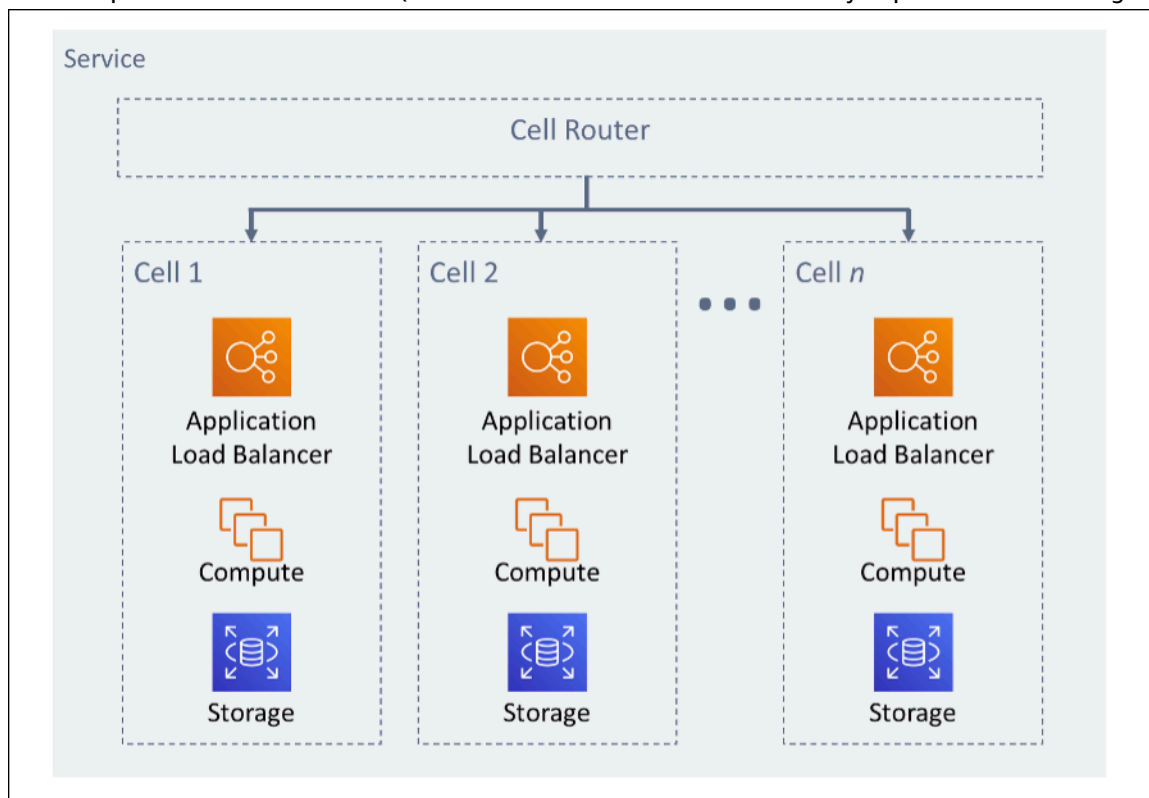 Service
Cell Router
Cell 1
Cell 2
Cell n
Application
Load Balancer
Compute
Storage
Application
Load Balancer
Compute
Storage
Application
Load Balancer
Compute
Storage